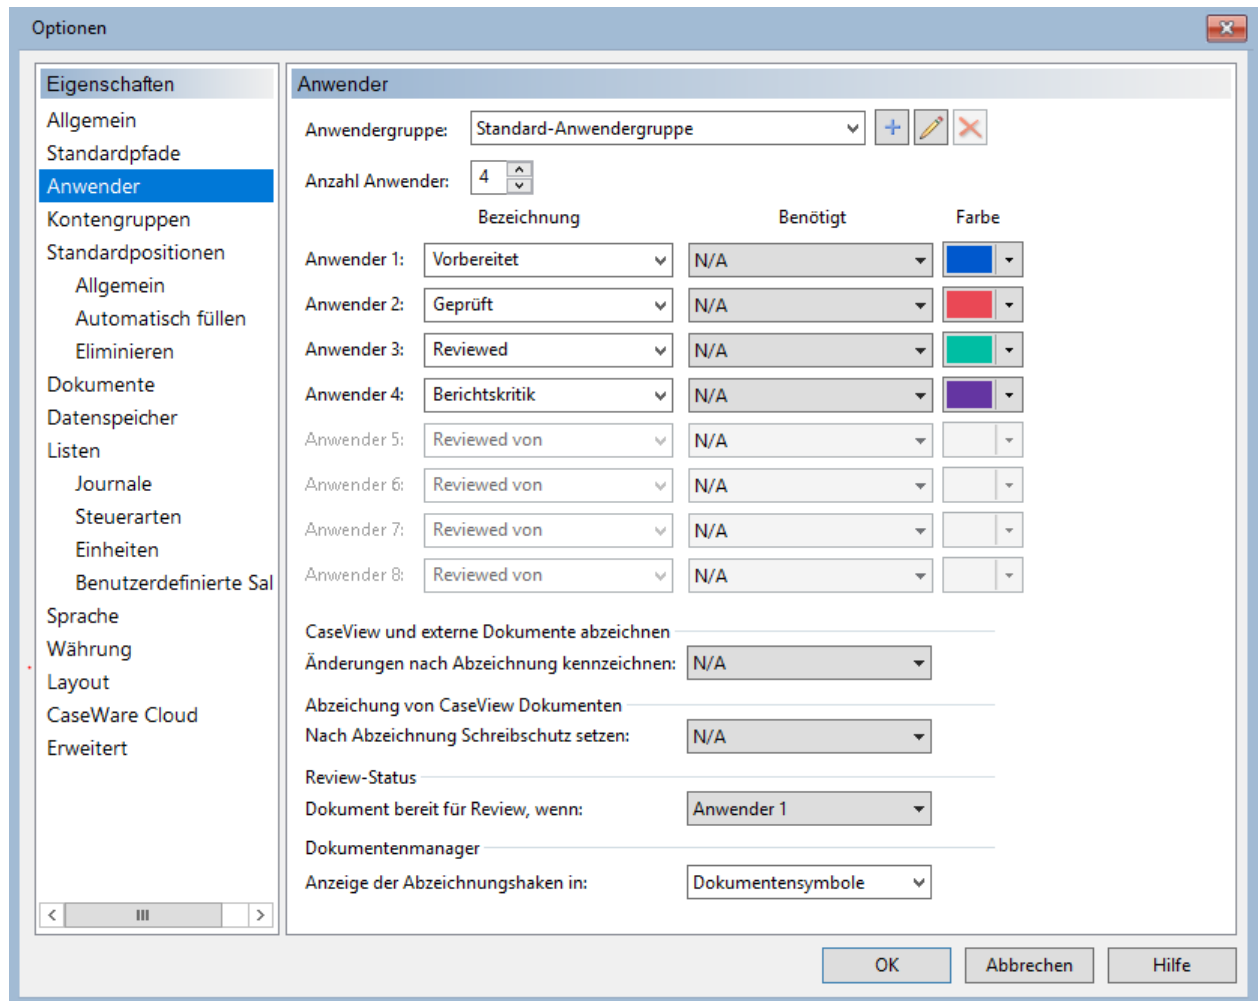 Optionen
Eigenschaften
Allgemein
Standardpfade
Anwender
Kontengruppen
Standardpositionen
Allgemein
Automatisch füllen
Eliminieren
Dokumente
Datenspeicher
Listen
Journale
Steuerarten
Einheiten
Benutzerdefinierte Sal
Sprache
Währung
Layout
CaseWare Cloud
Erweitert
Anwender
Anwendergruppe: Standard-Anwendergruppe
Anzahl Anwender: 4
Bezeichnung Benötigt Farbe
Anwender 1: Vorbereitet N/A
Anwender 2: Geprüft N/A
Anwender 3: Reviewed N/A
Anwender 4: Berichtskritik N/A
Anwender 5: Reviewed von N/A
Anwender 6: Reviewed von N/A
Anwender 7: Reviewed von N/A
Anwender 8: Reviewed von N/A
CaseView und externe Dokumente abzeichnen
Änderungen nach Abzeichnung kennzeichnen: N/A
Abzeichung von CaseView Dokumenten
Nach Abzeichnung Schreibschutz setzen: N/A
Review-Status
Dokument bereit für Review, wenn: Anwender 1
Dokumentenmanager
Anzeige der Abzeichnungshaken in: Dokumentensymbole
OK Abbrechen Hilfe